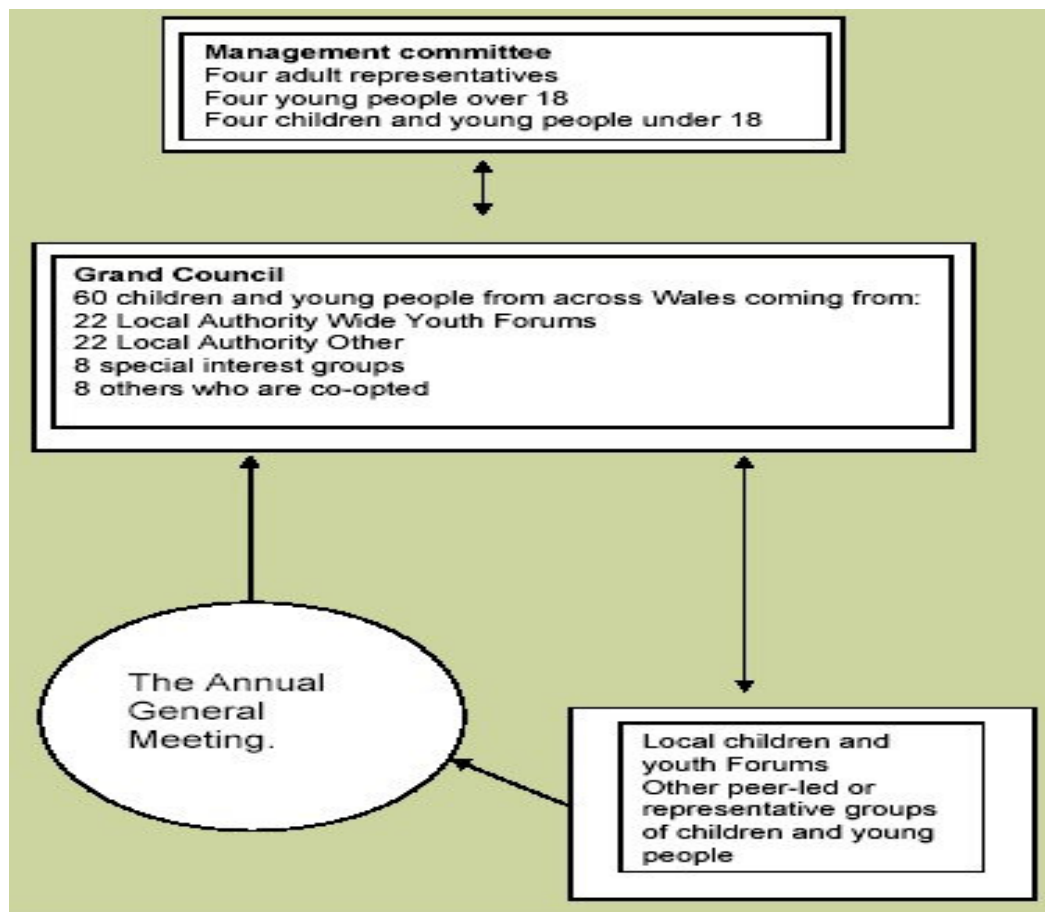 Management committee
Four adult representatives
Four young people over 18
Four children and young people under 18
Grand Council
60 children and young people from across Wales coming from:
22 Local Authority Wide Youth Forums
22 Local Authority Other
8 special interest groups
8 others who are co-opted
The Annual
General
Meeting.
Local children and
youth Forums
Other peer-led or
representative groups
of children and young
people